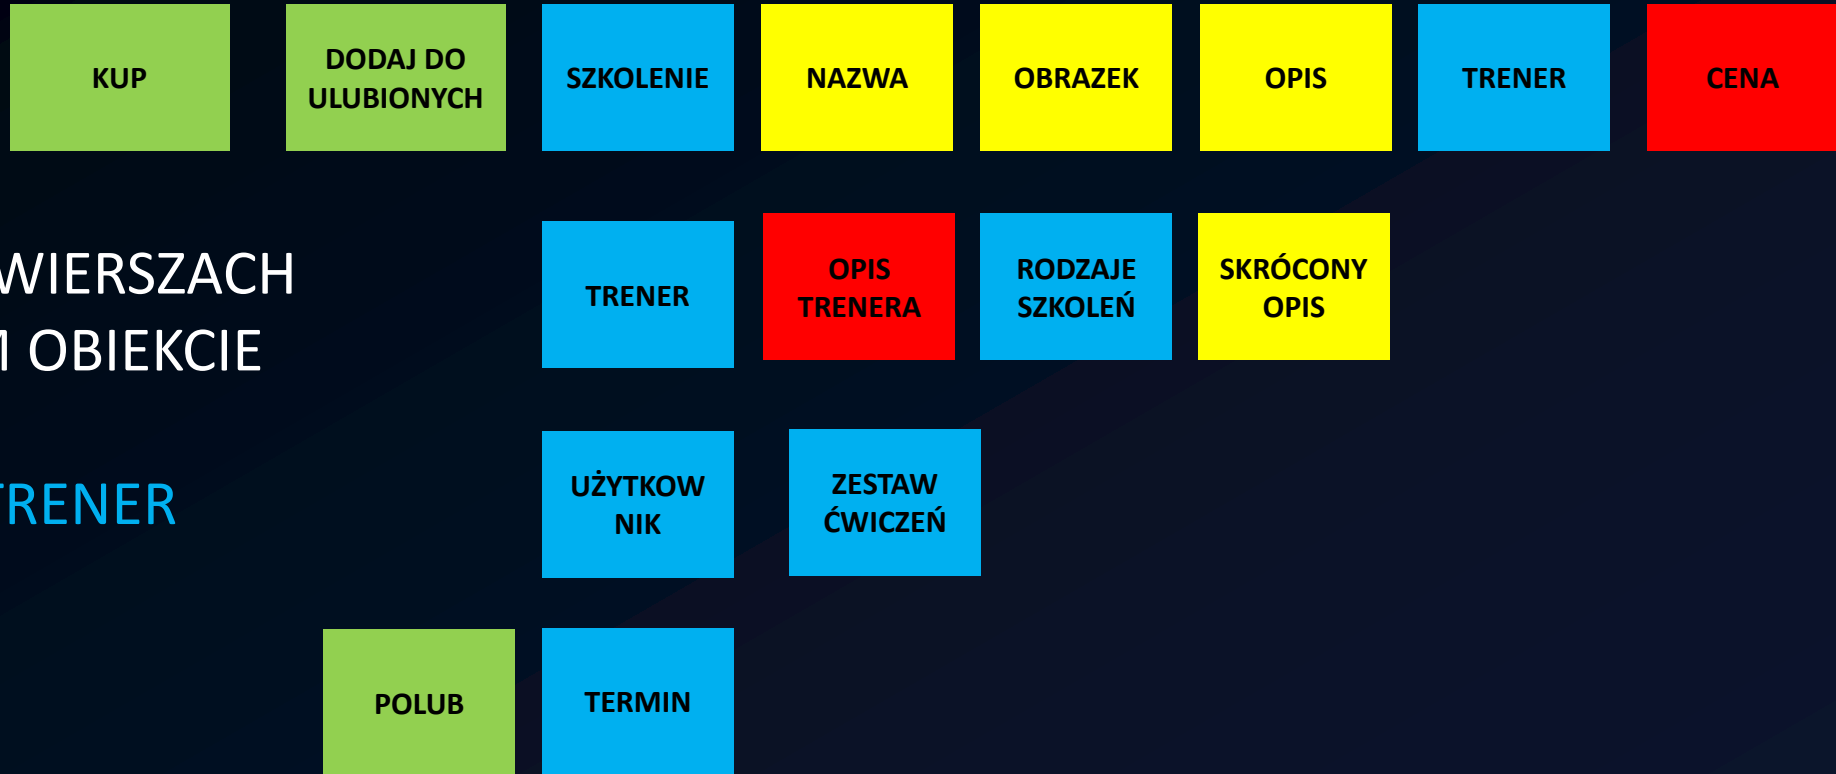 KUP
DODAJ DO
ULUBIONYCH
SZKOLENIE
NAZWA
OBRAZEK
OPIS
TRENER
CENA
WIERSZACH
OBIEKCIE
TRENER
TRENER
OPIS
TRENERA
RODZAJE
SZKOLEŃ
SKRÓCONY
OPIS
UŻYTKOW
NIK
ZESTAW
ĆWICZEŃ
POLUB
TERMIN